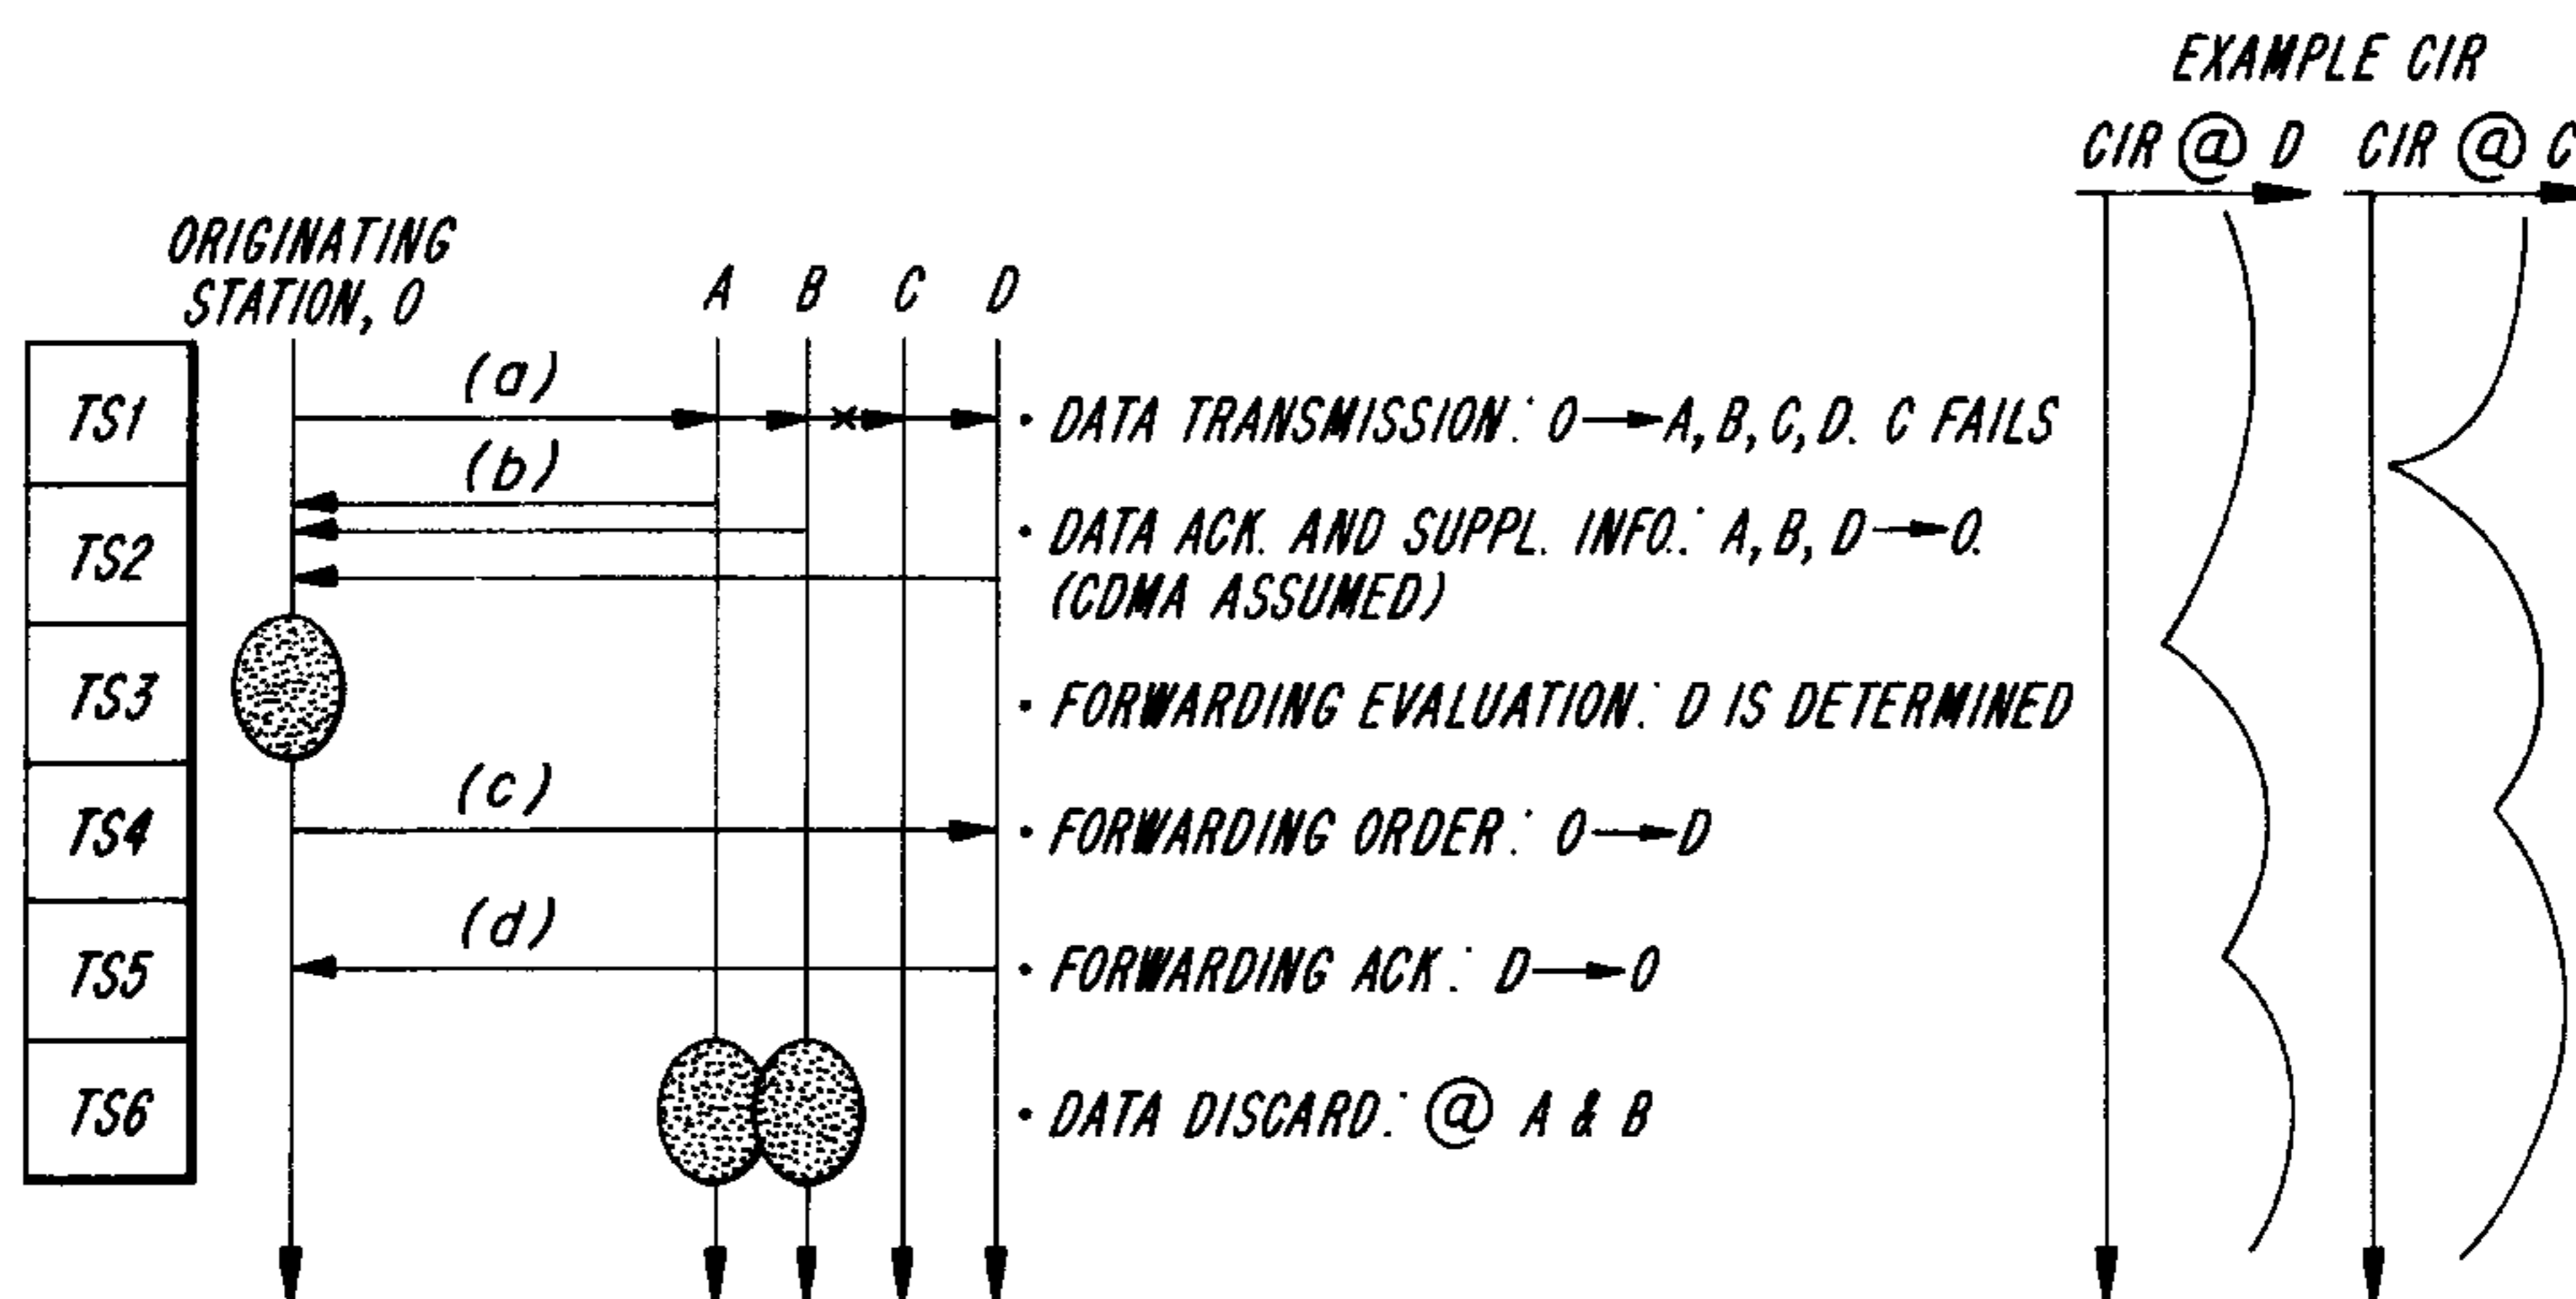 EXAMPLE CIR
CIR @ D CIR @ C
ORIGINATING
STATION, O
A B C D
TS1
(a)
• DATA TRANSMISSION: O→A, B, C, D. C FAILS
(b)
TS2
• DATA ACK. AND SUPPL. INFO.: A, B, D→O.
(CDMA ASSUMED)
TS3
• FORWARDING EVALUATION: D IS DETERMINED
(c)
TS4
• FORWARDING ORDER: O→D
(d)
TS5
• FORWARDING ACK: D→O
TS6
• DATA DISCARD: @ A & B